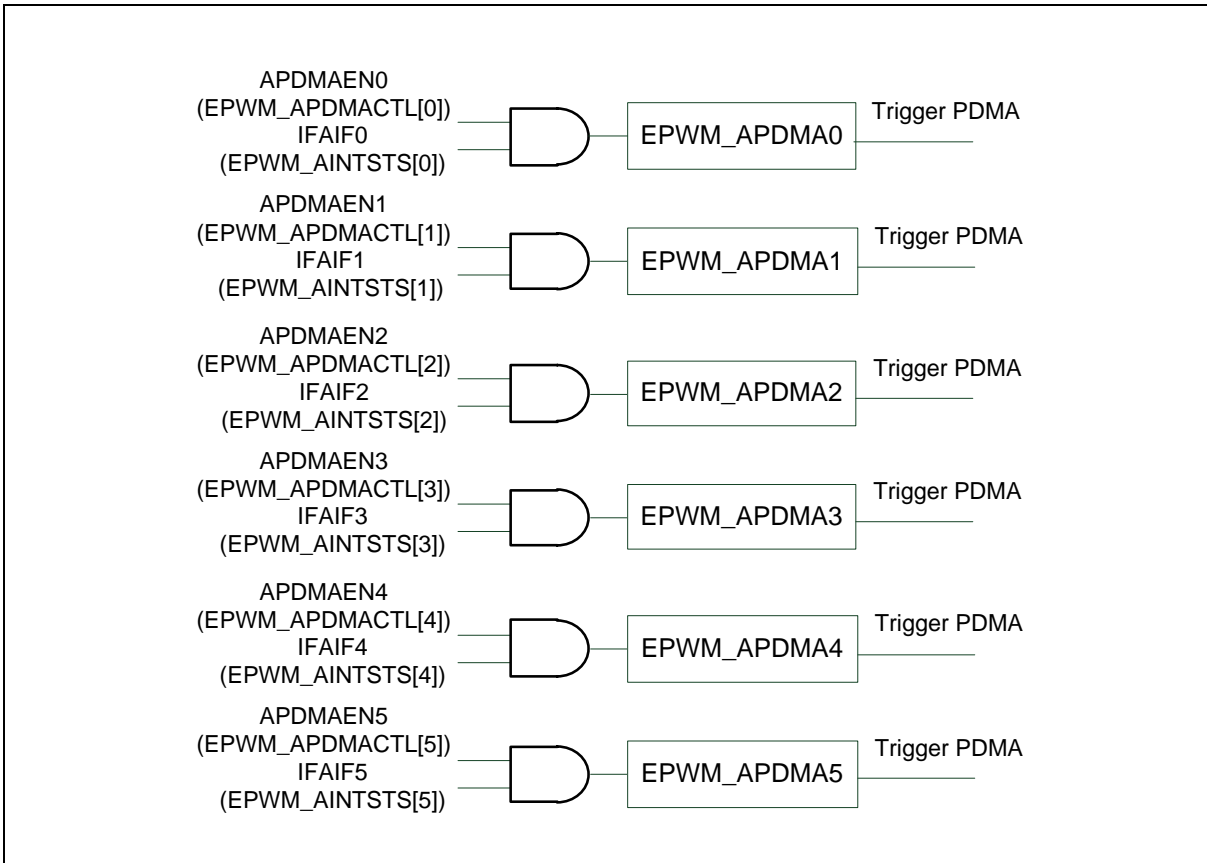 APDMAEN0
(EPWM_APDMACTL[0])
IFAIF0
(EPWM_AINTSTS[0])
EPWM_APDMA0
Trigger PDMA
APDMAEN1
(EPWM_APDMACTL[1])
IFAIF1
(EPWM_AINTSTS[1])
EPWM_APDMA1
Trigger PDMA
APDMAEN2
(EPWM_APDMACTL[2])
IFAIF2
(EPWM_AINTSTS[2])
EPWM_APDMA2
Trigger PDMA
APDMAEN3
(EPWM_APDMACTL[3])
IFAIF3
(EPWM_AINTSTS[3])
EPWM_APDMA3
Trigger PDMA
APDMAEN4
(EPWM_APDMACTL[4])
IFAIF4
(EPWM_AINTSTS[4])
EPWM_APDMA4
Trigger PDMA
APDMAEN5
(EPWM_APDMACTL[5])
IFAIF5
(EPWM_AINTSTS[5])
EPWM_APDMA5
Trigger PDMA